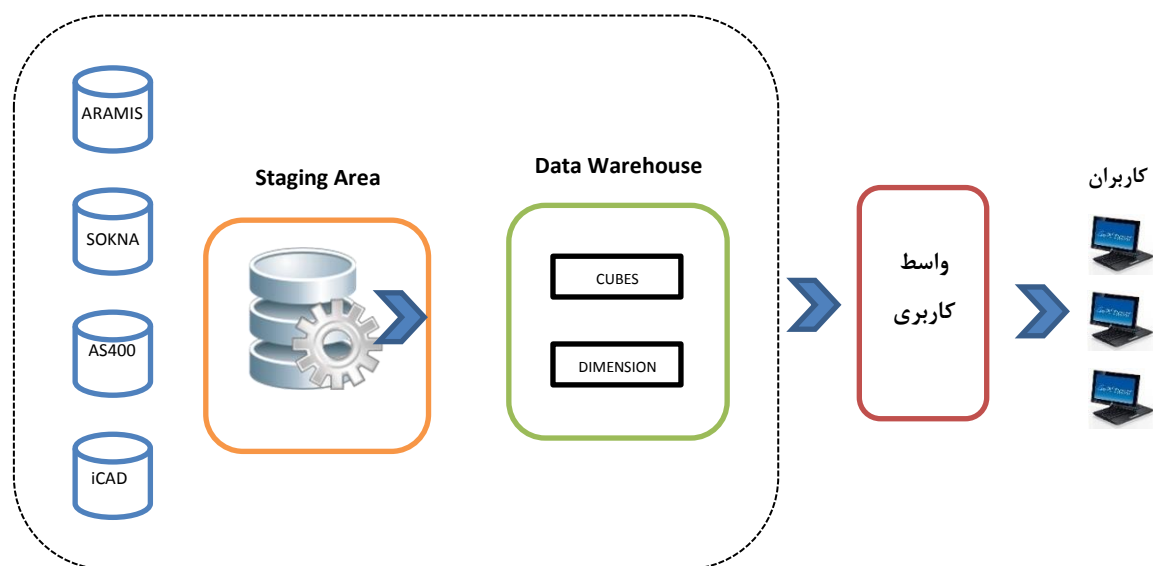 ARAMIS
SOKNA
AS400
iCAD
Staging Area
Data Warehouse
CUBES
DIMENSION
واسط
کاربری
کاربران